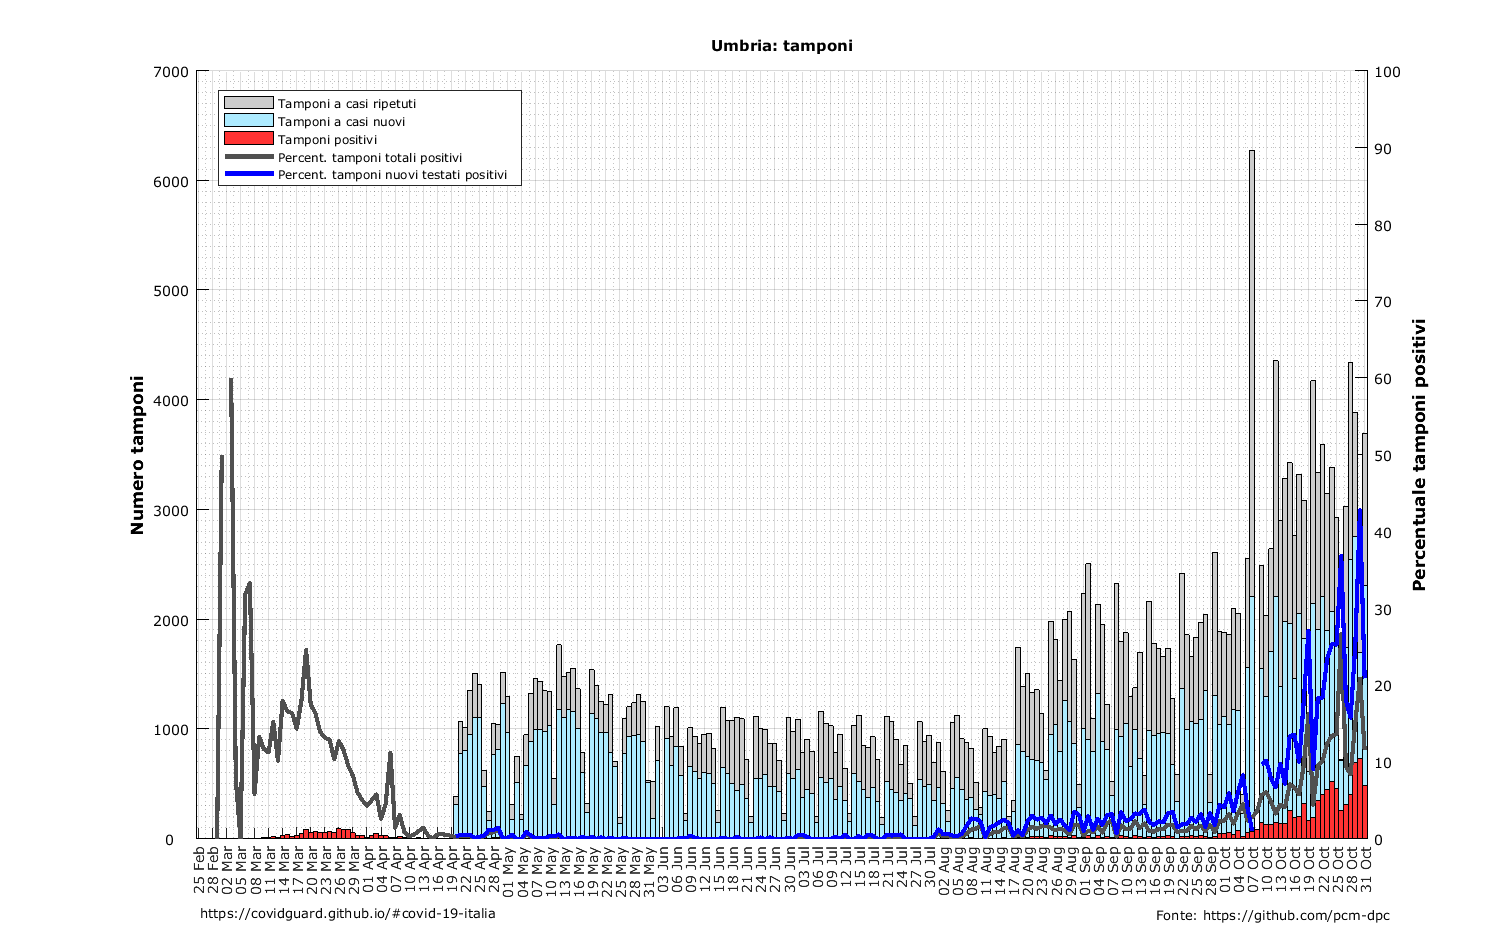 Umbria: tamponi
7000
6000
5000
4000
3000
2000
1000
0
100
90
80
70
60
50
40
30
20
10
0
Numero tamponi
Percentuale tamponi positivi
Tamponi a casi ripetuti
Tamponi a casi nuovi
Tamponi positivi
Percent. tamponi totali positivi
Percent. tamponi nuovi testati positivi
25 Feb
28 Feb
02 Mar
05 Mar
08 Mar
11 Mar
14 Mar
17 Mar
20 Mar
23 Mar
26 Mar
29 Mar
01 Apr
04 Apr
07 Apr
10 Apr
13 Apr
16 Apr
19 Apr
22 Apr
25 Apr
28 Apr
01 May
04 May
07 May
10 May
13 May
16 May
19 May
22 May
25 May
28 May
31 May
03 Jun
06 Jun
09 Jun
12 Jun
15 Jun
18 Jun
21 Jun
24 Jun
27 Jun
30 Jun
03 Jul
06 Jul
09 Jul
12 Jul
15 Jul
18 Jul
21 Jul
24 Jul
27 Jul
30 Jul
02 Aug
05 Aug
08 Aug
11 Aug
14 Aug
17 Aug
20 Aug
23 Aug
26 Aug
29 Aug
01 Sep
04 Sep
07 Sep
10 Sep
13 Sep
16 Sep
19 Sep
22 Sep
25 Sep
28 Sep
01 Oct
04 Oct
07 Oct
10 Oct
13 Oct
16 Oct
19 Oct
22 Oct
25 Oct
28 Oct
31 Oct
https://covidguard.github.io/#covid-19-italia
Fonte: https://github.com/pcm-dpc